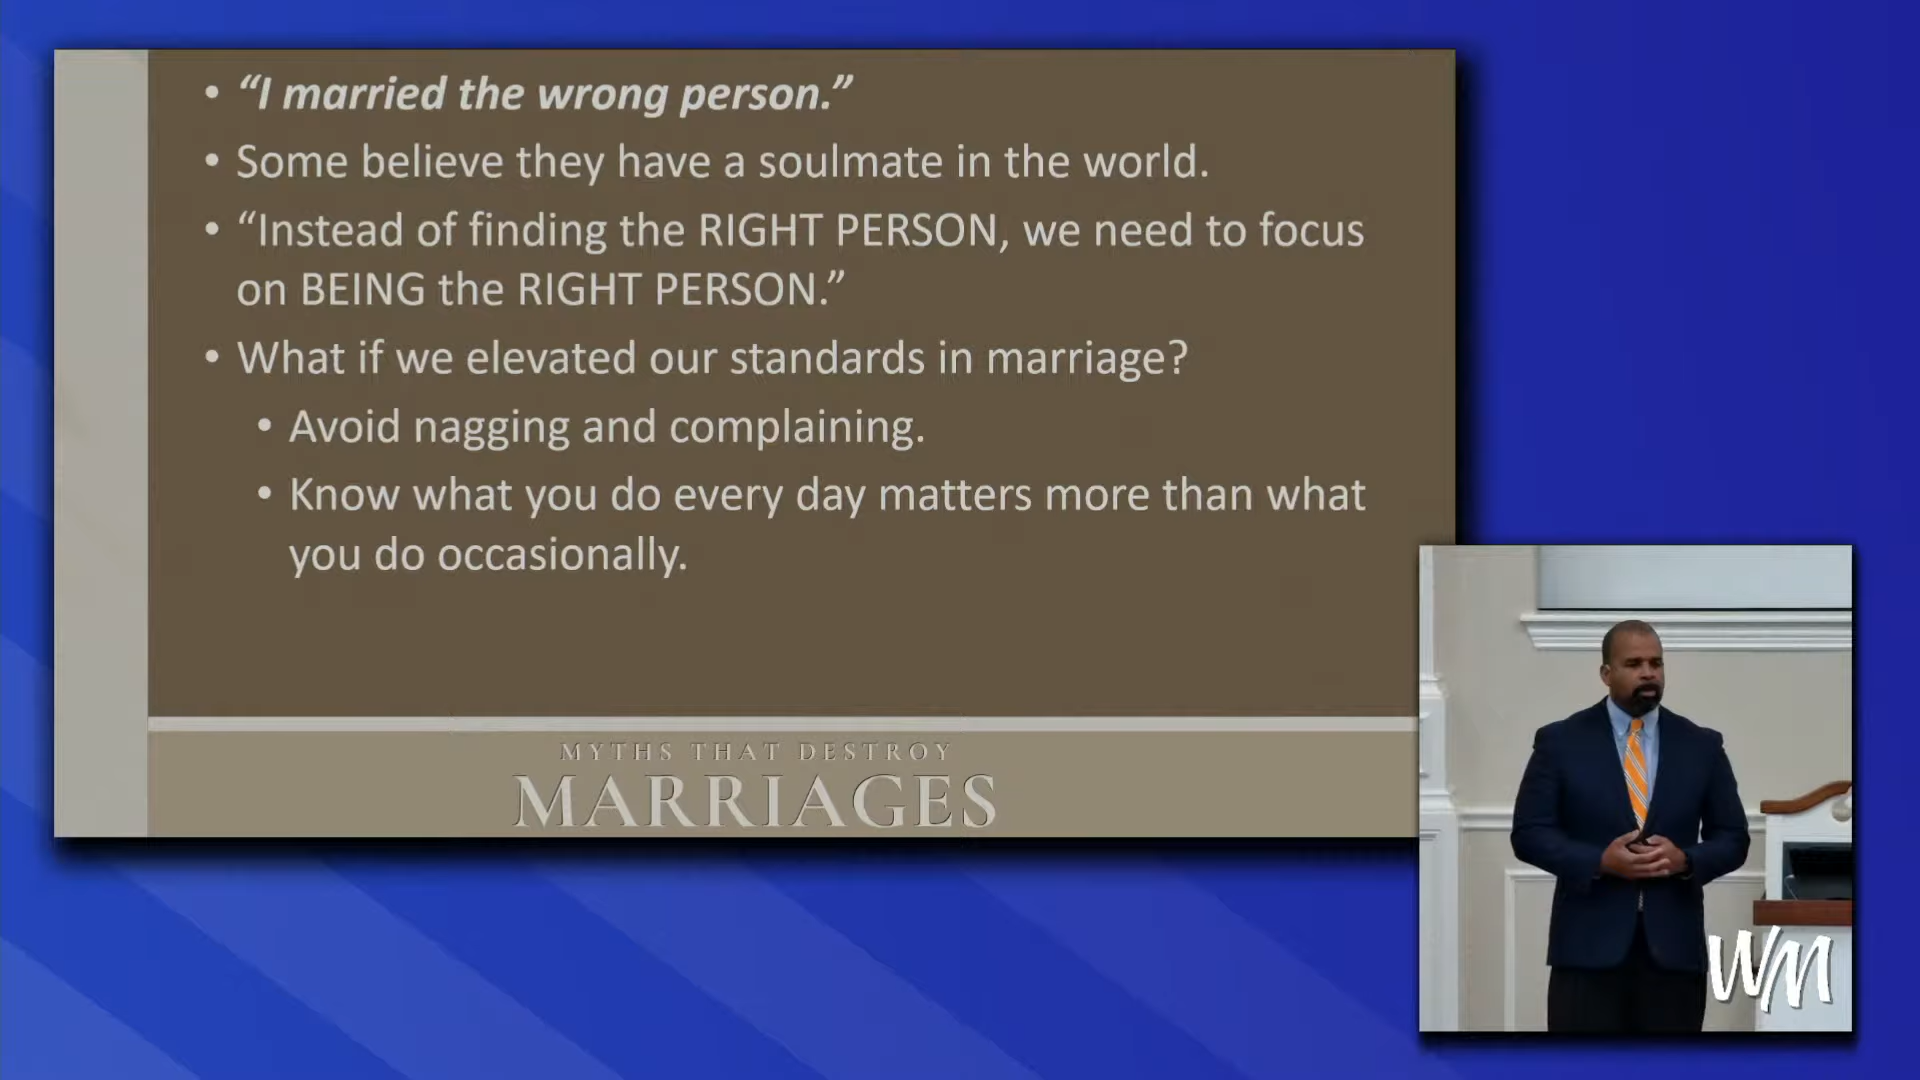 • “I married the wrong person.”
• Some believe they have a soulmate in the world.
• “Instead of finding the RIGHT PERSON, we need to focus
on BEING the RIGHT PERSON.”
• What if we elevated our standards in marriage?
• Avoid nagging and complaining.
• Know what you do every day matters more than what
you do occasionally.
MYTHS THAT DESTROY
MARRIAGES
WM